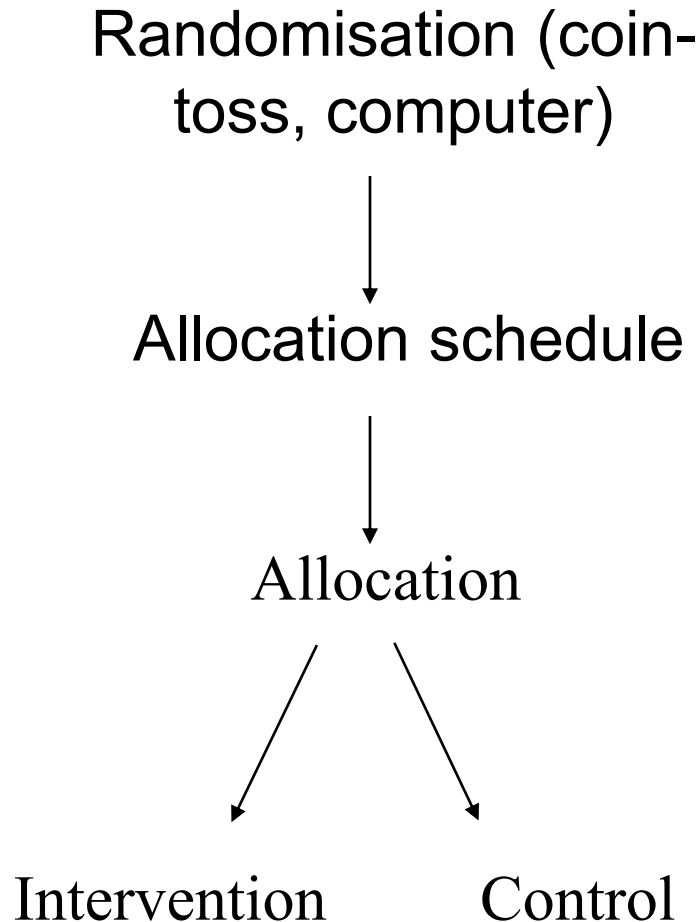 Randomisation (coin-
toss, computer)
Allocation schedule
Allocation
Intervention Control